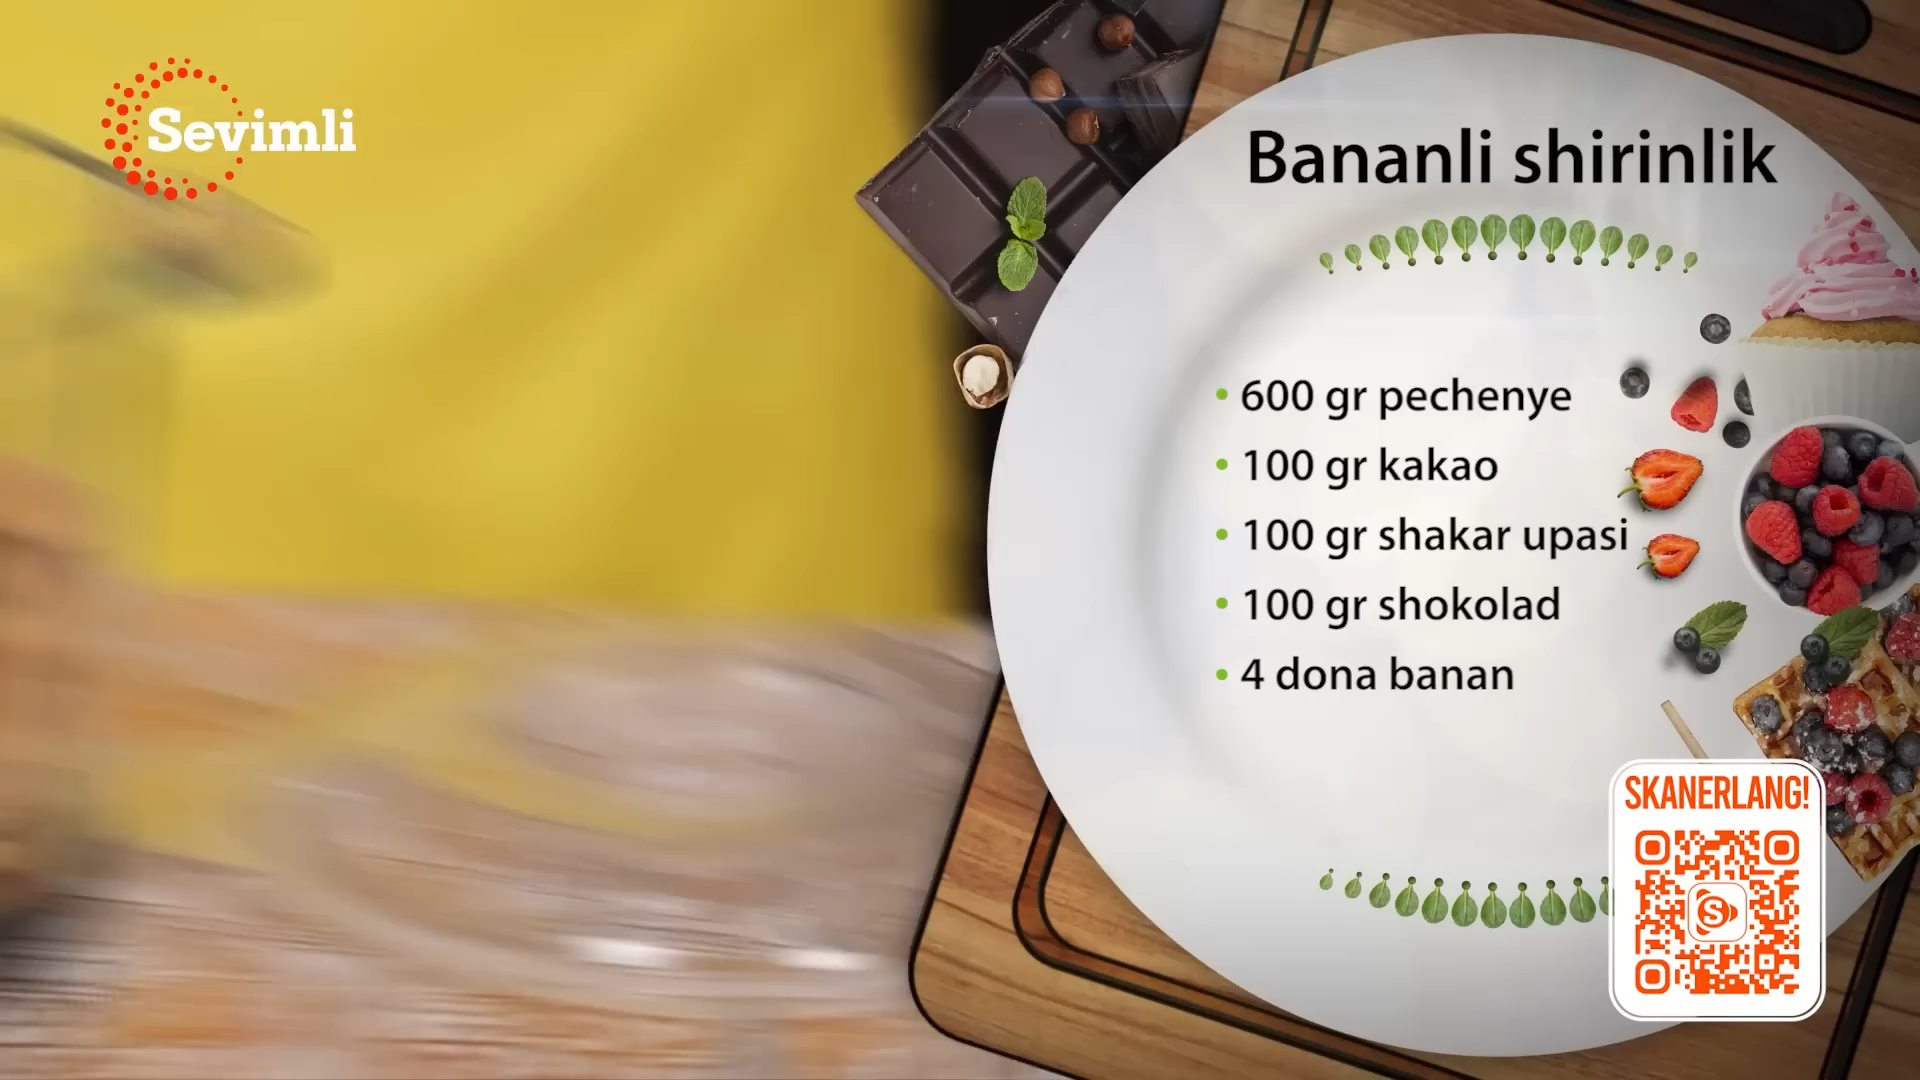 Sevimli
Bananli shirinlik
• 600 gr pechenye
• 100 gr kakao
• 100 gr shakar upasi
• 100 gr shokolad
• 4 dona banan
SKANERLANG!
S